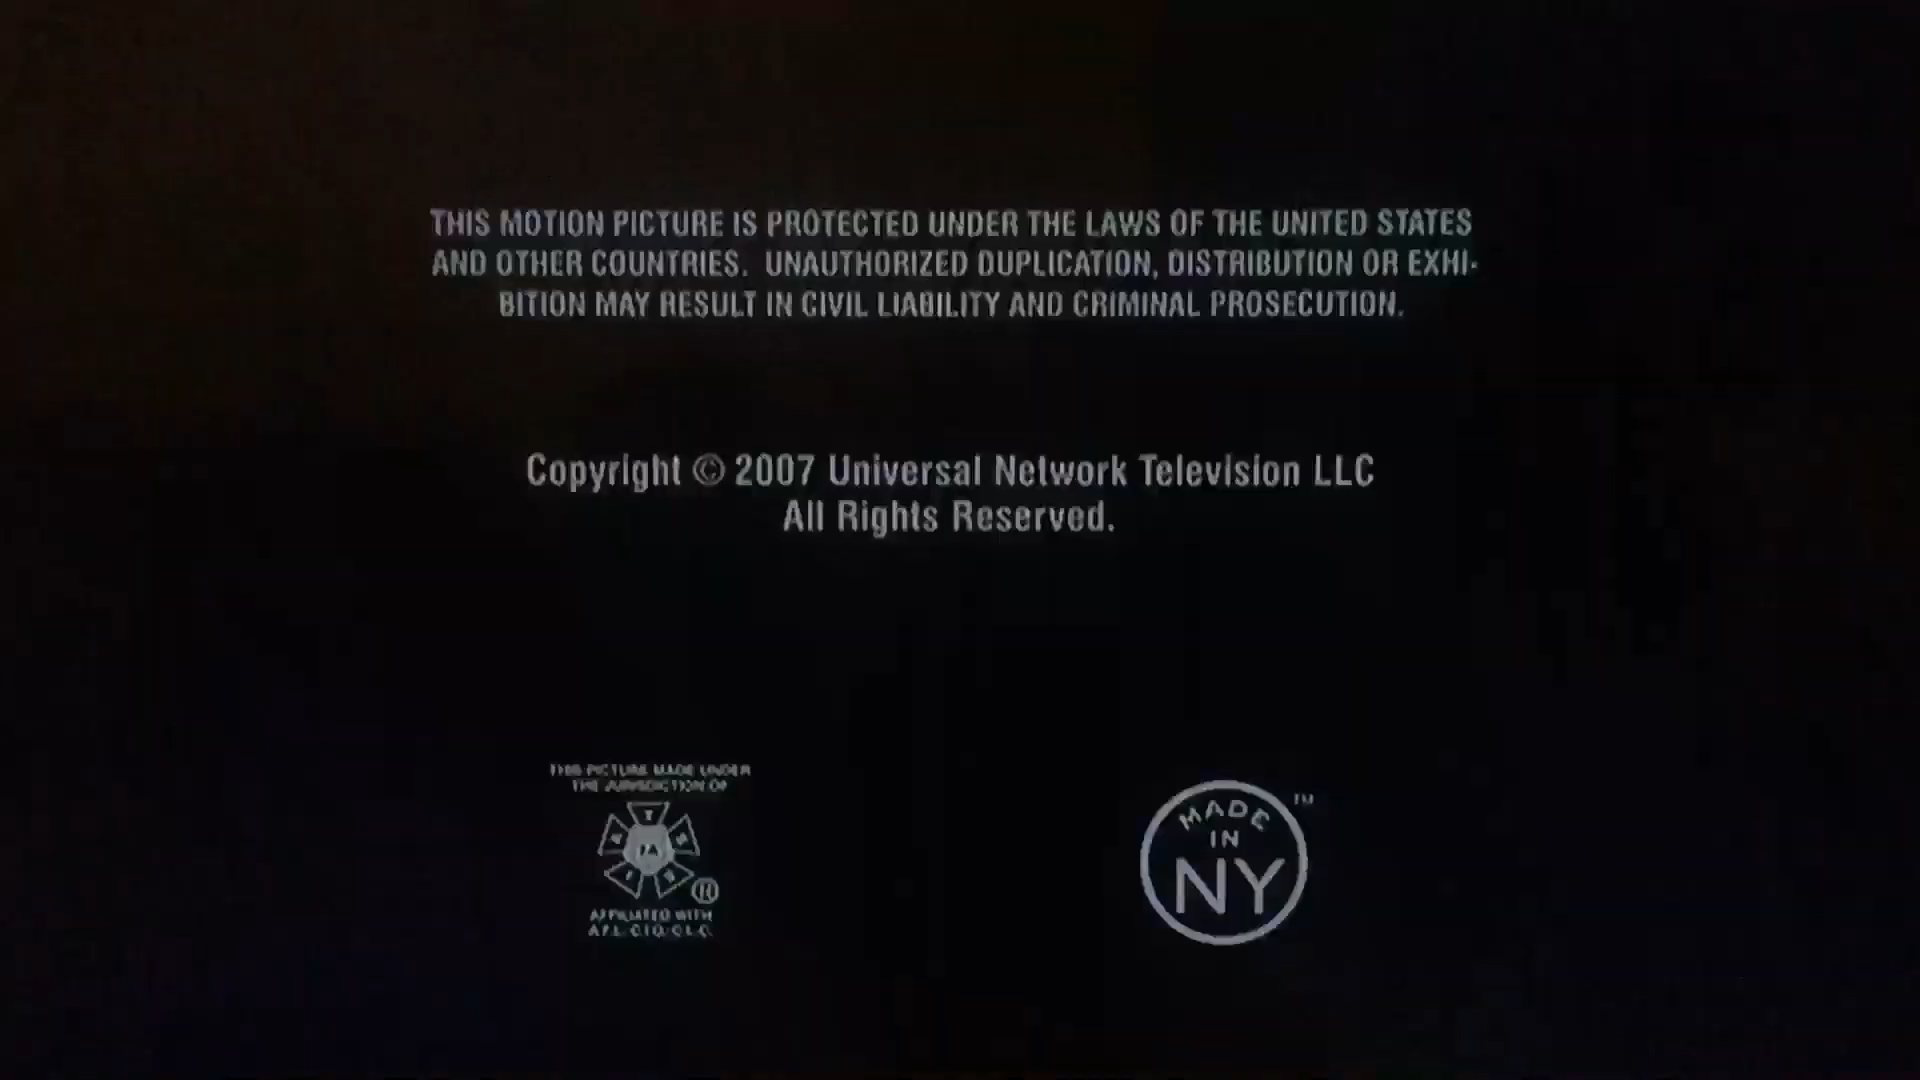 THIS MOTION PICTURE IS PROTECTED UNDER THE LAWS OF THE UNITED STATES
AND OTHER COUNTRIES. UNAUTHORIZED DUPLICATION, DISTRIBUTION OR EXHI-
BITION MAY RESULT IN CIVIL LIABILITY AND CRIMINAL PROSECUTION.
Copyright © 2007 Universal Network Television LLC
All Rights Reserved.
THIS PICTURE MADE UNDER
THE JURISDICTION OF
I A T S E
®
AFFILIATED WITH
A.F.L.-C.I.O.-C.L.C.
MADE
IN
NY
TM